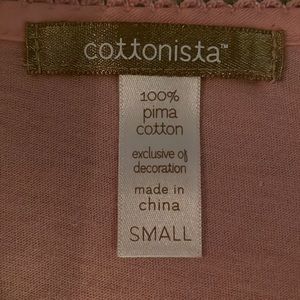 cottonista™
100%
pima
cotton
exclusive of
decoration
made in
china
SMALL